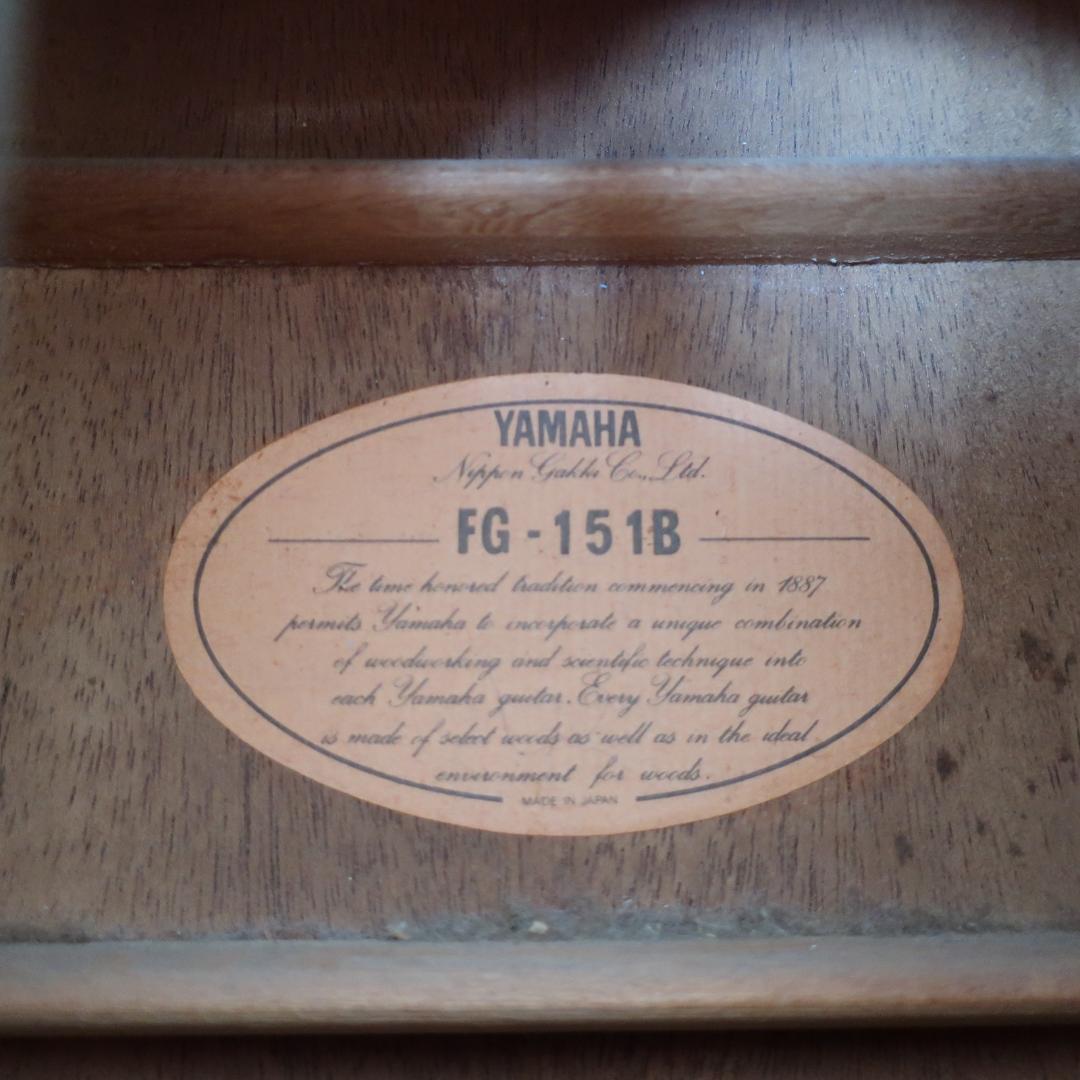 YAMAHA
Nippon Gakki Co., Ltd.
FG-151B
The time honored tradition commencing in 1887
permits Yamaha to incorporate a unique combination
of woodworking and scientific technique into
each Yamaha guitar. Every Yamaha guitar
is made of select woods as well as in the ideal
environment for woods.
MADE IN JAPAN